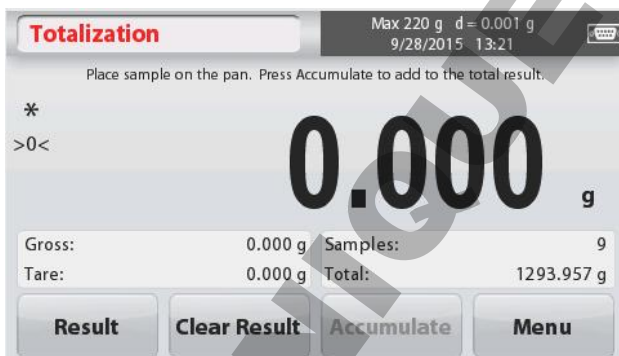 Totalization
Max 220 g d = 0.001 g
9/28/2015 13:21
Place sample on the pan. Press Accumulate to add to the total result.
*
>0<
0.000 g
Gross: 0.000 g
Tare: 0.000 g
Samples: 9
Total: 1293.957 g
Result Clear Result Accumulate Menu